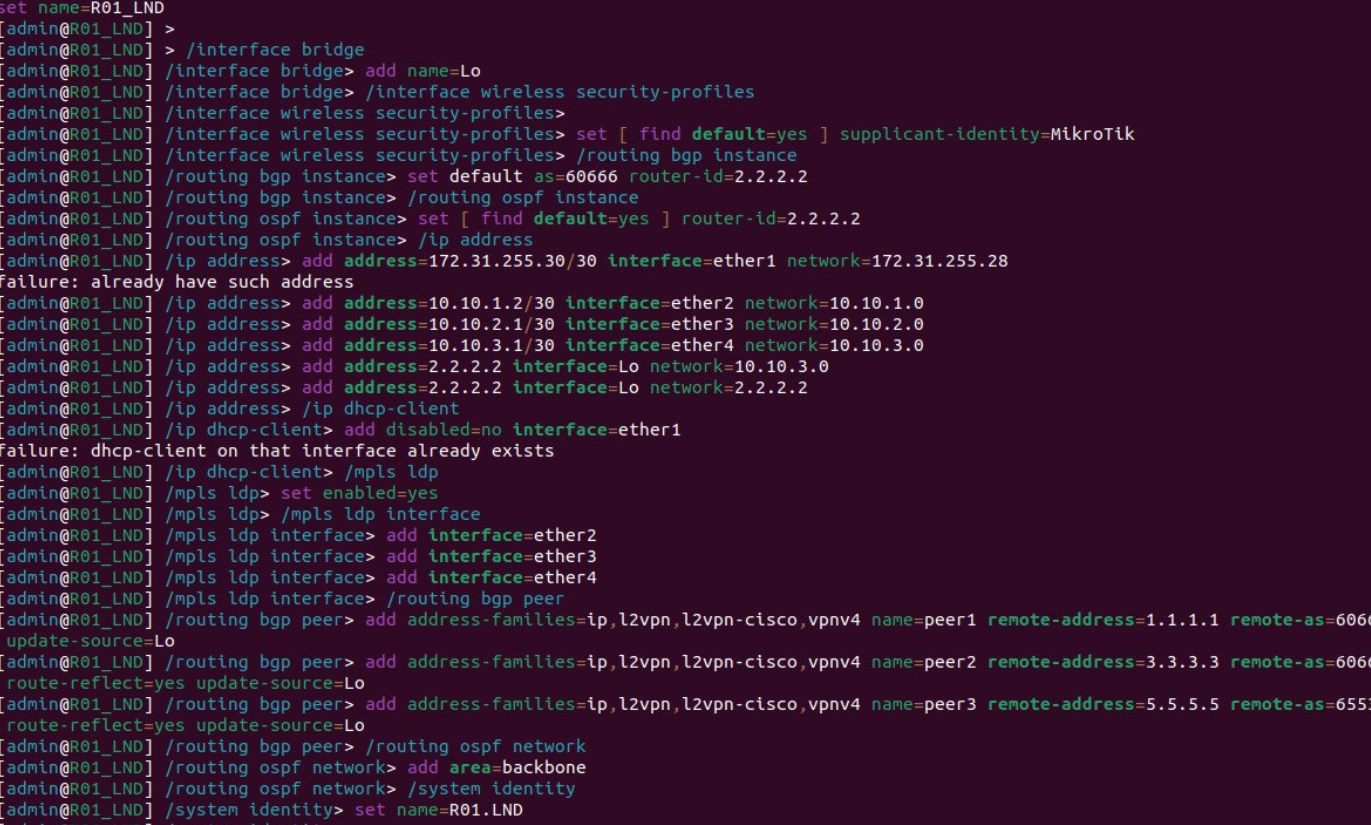 set name=R01_LND
[admin@R01_LND] >
[admin@R01_LND] > /interface bridge
[admin@R01_LND] /interface bridge> add name=Lo
[admin@R01_LND] /interface bridge> /interface wireless security-profiles
[admin@R01_LND] /interface wireless security-profiles>
[admin@R01_LND] /interface wireless security-profiles> set [ find default=yes ] supplicant-identity=MikroTik
[admin@R01_LND] /interface wireless security-profiles> /routing bgp instance
[admin@R01_LND] /routing bgp instance> set default as=60666 router-id=2.2.2.2
[admin@R01_LND] /routing bgp instance> /routing ospf instance
[admin@R01_LND] /routing ospf instance> set [ find default=yes ] router-id=2.2.2.2
[admin@R01_LND] /routing ospf instance> /ip address
[admin@R01_LND] /ip address> add address=172.31.255.30/30 interface=ether1 network=172.31.255.28
failure: already have such address
[admin@R01_LND] /ip address> add address=10.10.1.2/30 interface=ether2 network=10.10.1.0
[admin@R01_LND] /ip address> add address=10.10.2.1/30 interface=ether3 network=10.10.2.0
[admin@R01_LND] /ip address> add address=10.10.3.1/30 interface=ether4 network=10.10.3.0
[admin@R01_LND] /ip address> add address=2.2.2.2 interface=Lo network=10.10.3.0
[admin@R01_LND] /ip address> add address=2.2.2.2 interface=Lo network=2.2.2.2
[admin@R01_LND] /ip address> /ip dhcp-client
[admin@R01_LND] /ip dhcp-client> add disabled=no interface=ether1
failure: dhcp-client on that interface already exists
[admin@R01_LND] /ip dhcp-client> /mpls ldp
[admin@R01_LND] /mpls ldp> set enabled=yes
[admin@R01_LND] /mpls ldp> /mpls ldp interface
[admin@R01_LND] /mpls ldp interface> add interface=ether2
[admin@R01_LND] /mpls ldp interface> add interface=ether3
[admin@R01_LND] /mpls ldp interface> add interface=ether4
[admin@R01_LND] /mpls ldp interface> /routing bgp peer
[admin@R01_LND] /routing bgp peer> add address-families=ip,l2vpn,l2vpn-cisco,vpnv4 name=peer1 remote-address=1.1.1.1 remote-as=6066
update-source=Lo
[admin@R01_LND] /routing bgp peer> add address-families=ip,l2vpn,l2vpn-cisco,vpnv4 name=peer2 remote-address=3.3.3.3 remote-as=6066
route-reflect=yes update-source=Lo
[admin@R01_LND] /routing bgp peer> add address-families=ip,l2vpn,l2vpn-cisco,vpnv4 name=peer3 remote-address=5.5.5.5 remote-as=6553
route-reflect=yes update-source=Lo
[admin@R01_LND] /routing bgp peer> /routing ospf network
[admin@R01_LND] /routing ospf network> add area=backbone
[admin@R01_LND] /routing ospf network> /system identity
[admin@R01_LND] /system identity> set name=R01.LND